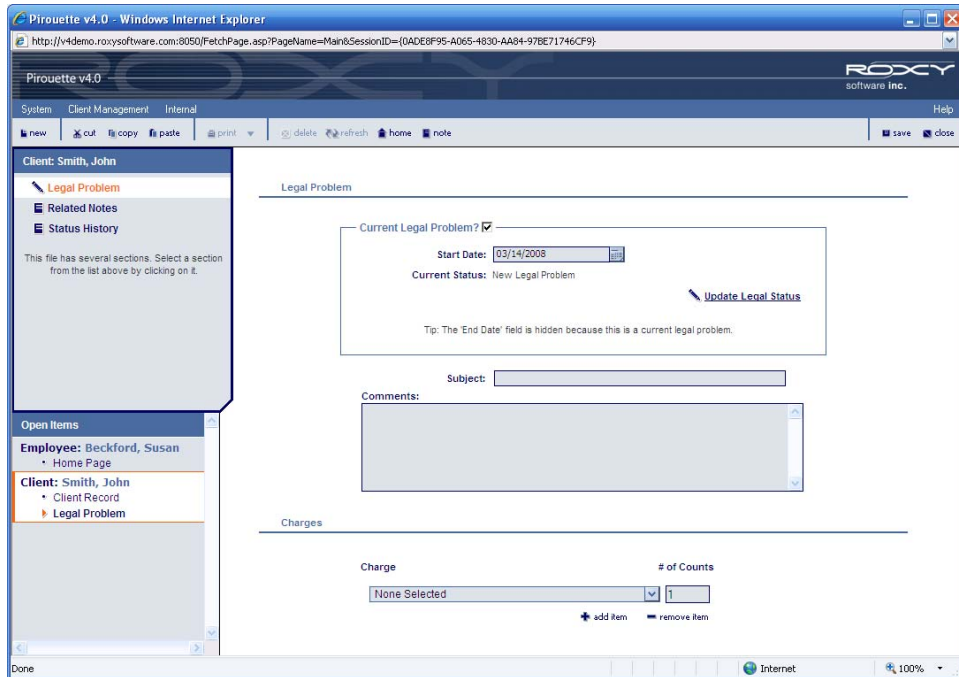 Pirouette v4.0 - Windows Internet Explorer
http://v4demo.roxysoftware.com:8050/FetchPage.asp?PageName=Main&SessionID={0ADE8F95-A065-4830-AA84-97BE71746CF9}
Pirouette v4.0
ROXY
software inc.
System Client Management Internal Help
new cut copy paste print delete refresh home note save close
Client: Smith, John
Legal Problem
Related Notes
Status History
This file has several sections. Select a section
from the list above by clicking on it.
Open Items
Employee: Beckford, Susan
• Home Page
Client: Smith, John
• Client Record
Legal Problem
Legal Problem
Current Legal Problem?
Start Date: 03/14/2008
Current Status: New Legal Problem
Update Legal Status
Tip: The 'End Date' field is hidden because this is a current legal problem.
Subject:
Comments:
Charges
Charge # of Counts
None Selected 1
add item remove item
Done Internet 100%